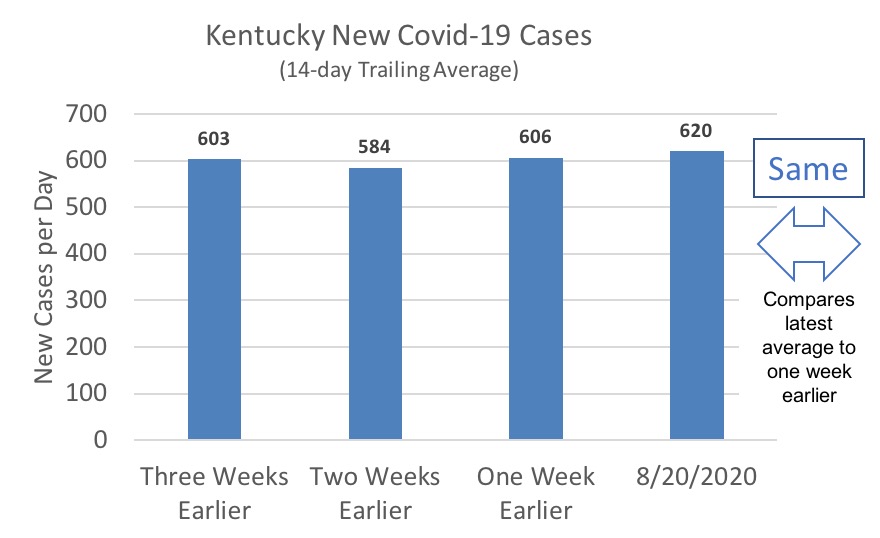 Kentucky New Covid-19 Cases
(14-day Trailing Average)
New Cases per Day
700
600
500
400
300
200
100
0
603
584
606
620
Three Weeks
Earlier
Two Weeks
Earlier
One Week
Earlier
8/20/2020
Same
Compares
latest
average to
one week
earlier